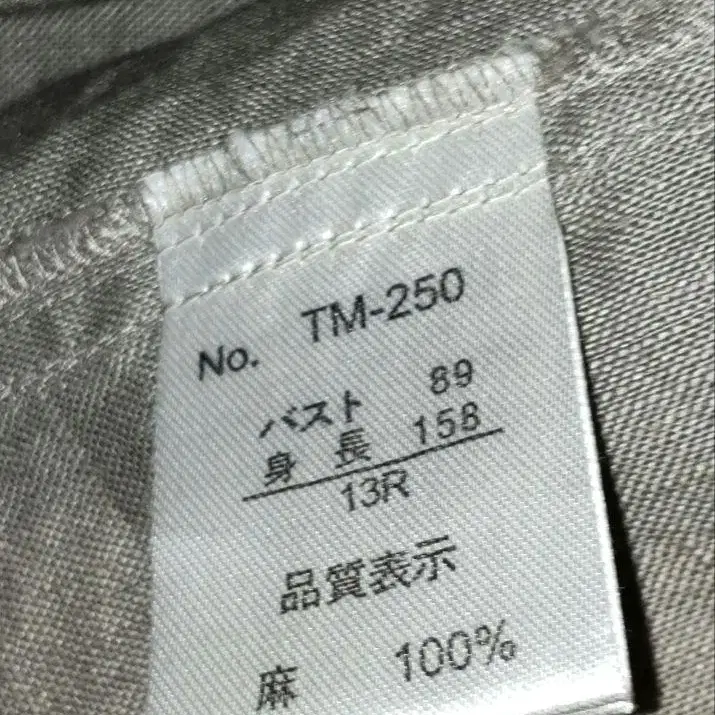 No. TM-250
バスト 89
身長 158
13R
品質表示
麻 100%